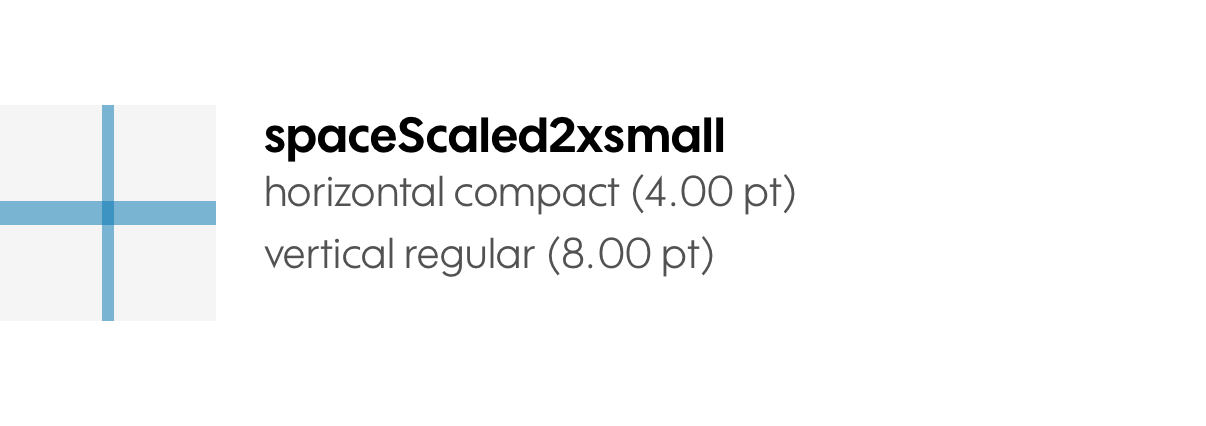 spaceScaled2xsmall
horizontal compact (4.00 pt)
vertical regular (8.00 pt)